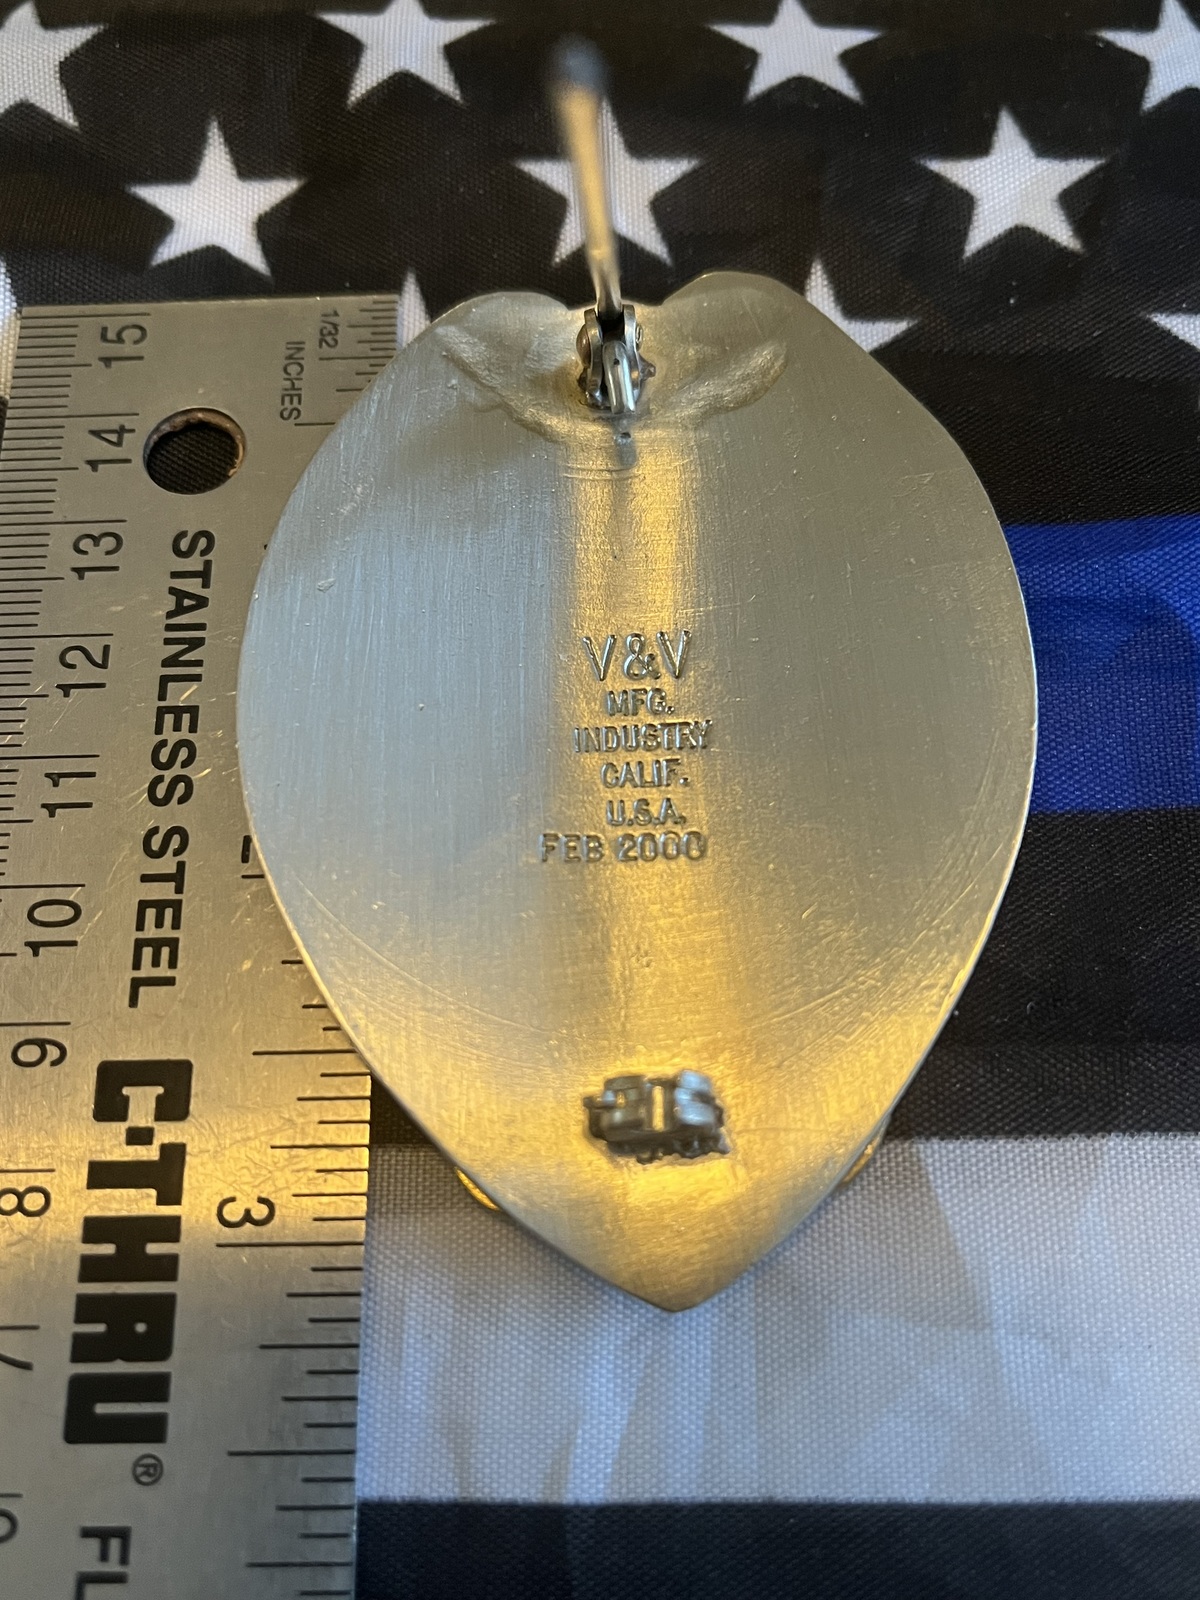 V&V
MFG.
INDUSTRY
CALIF.
U.S.A.
FEB 2000
1/32
INCHES
15
14
13
12
11
10
9
8
7
3
STAINLESS STEEL
C·THRU®